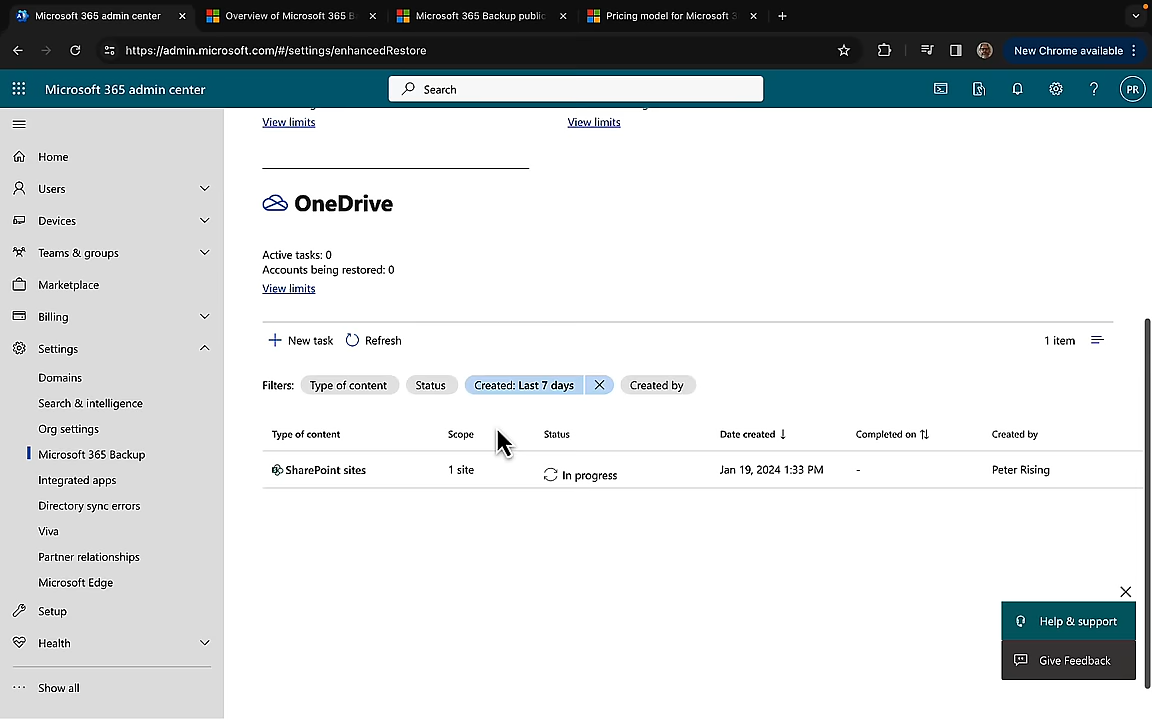 Microsoft 365 admin center
Overview of Microsoft 365 B
Microsoft 365 Backup public
Pricing model for Microsoft 3
https://admin.microsoft.com/#/settings/enhancedRestore
New Chrome available
Microsoft 365 admin center
Search
PR
View limits
View limits
Home
Users
Devices
Teams & groups
Marketplace
Billing
Settings
Domains
Search & intelligence
Org settings
Microsoft 365 Backup
Integrated apps
Directory sync errors
Viva
Partner relationships
Microsoft Edge
Setup
Health
Show all
OneDrive
Active tasks: 0
Accounts being restored: 0
View limits
New task Refresh 1 item
Filters: Type of content Status Created: Last 7 days Created by
Type of content Scope Status Date created Completed on Created by
SharePoint sites 1 site In progress Jan 19, 2024 1:33 PM - Peter Rising
Help & support
Give Feedback